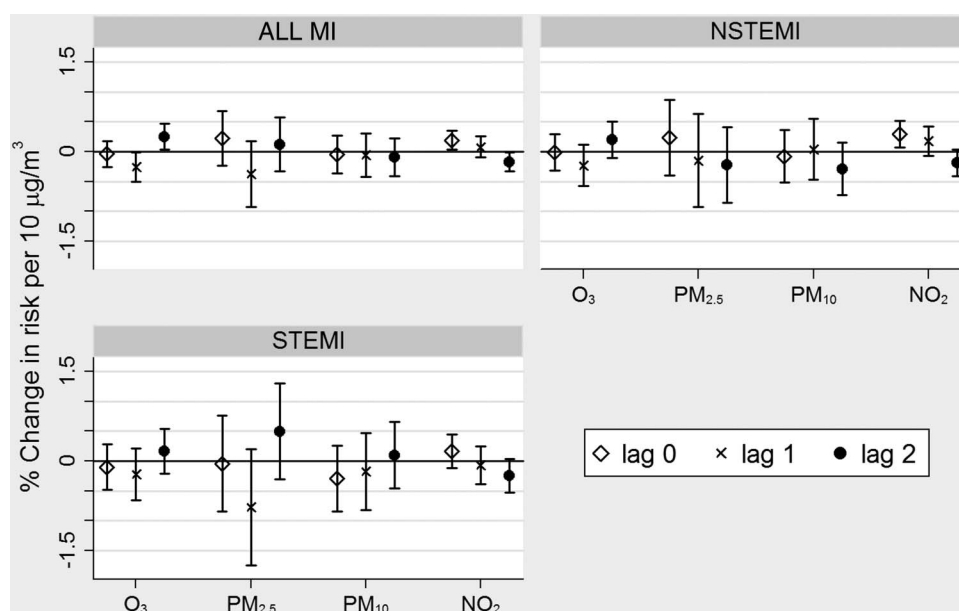 ALL MI
NSTEMI
% Change in risk per 10 µg/m³
1.5
0
-1.5
O₃ PM₂.₅ PM₁₀ NO₂
STEMI
1.5
0
-1.5
lag 0 lag 1 lag 2
O₃ PM₂.₅ PM₁₀ NO₂